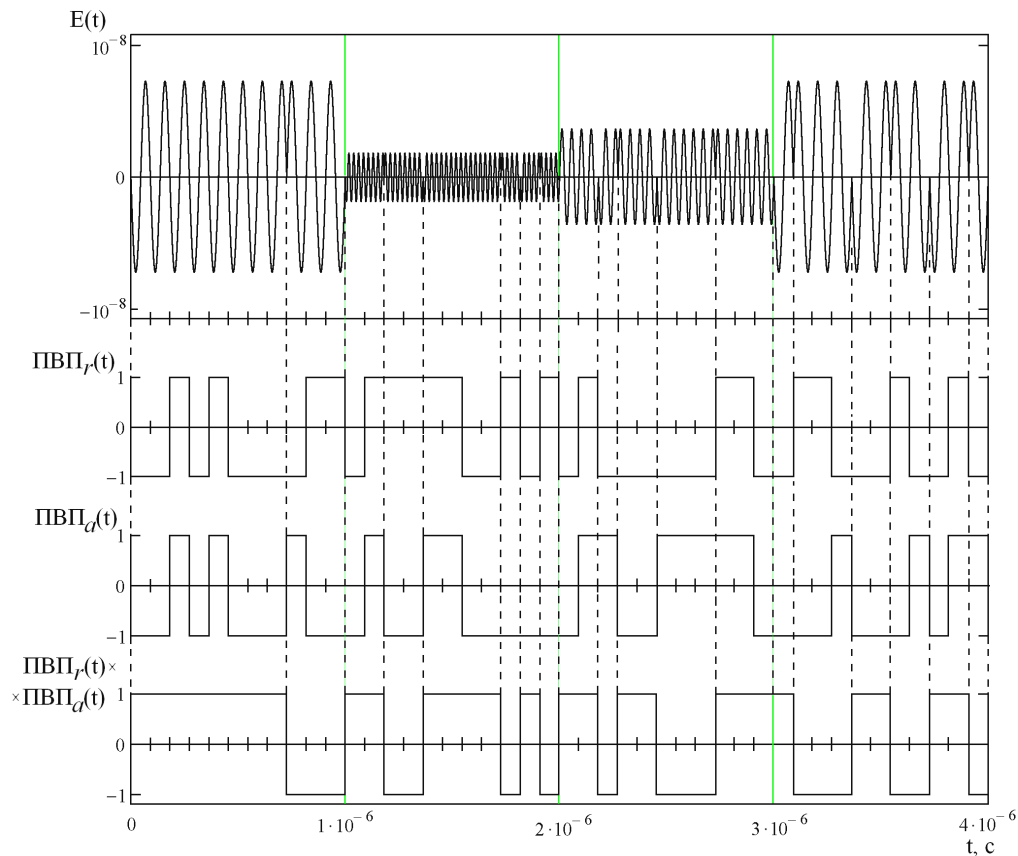 E(t)
10⁻⁸
0
−10⁻⁸
ПВП_r(t)
1
0
−1
ПВП_a(t)
1
0
−1
ПВП_r(t)×
×ПВП_a(t)
1
0
−1
0
1·10⁻⁶
2·10⁻⁶
3·10⁻⁶
4·10⁻⁶
t, с